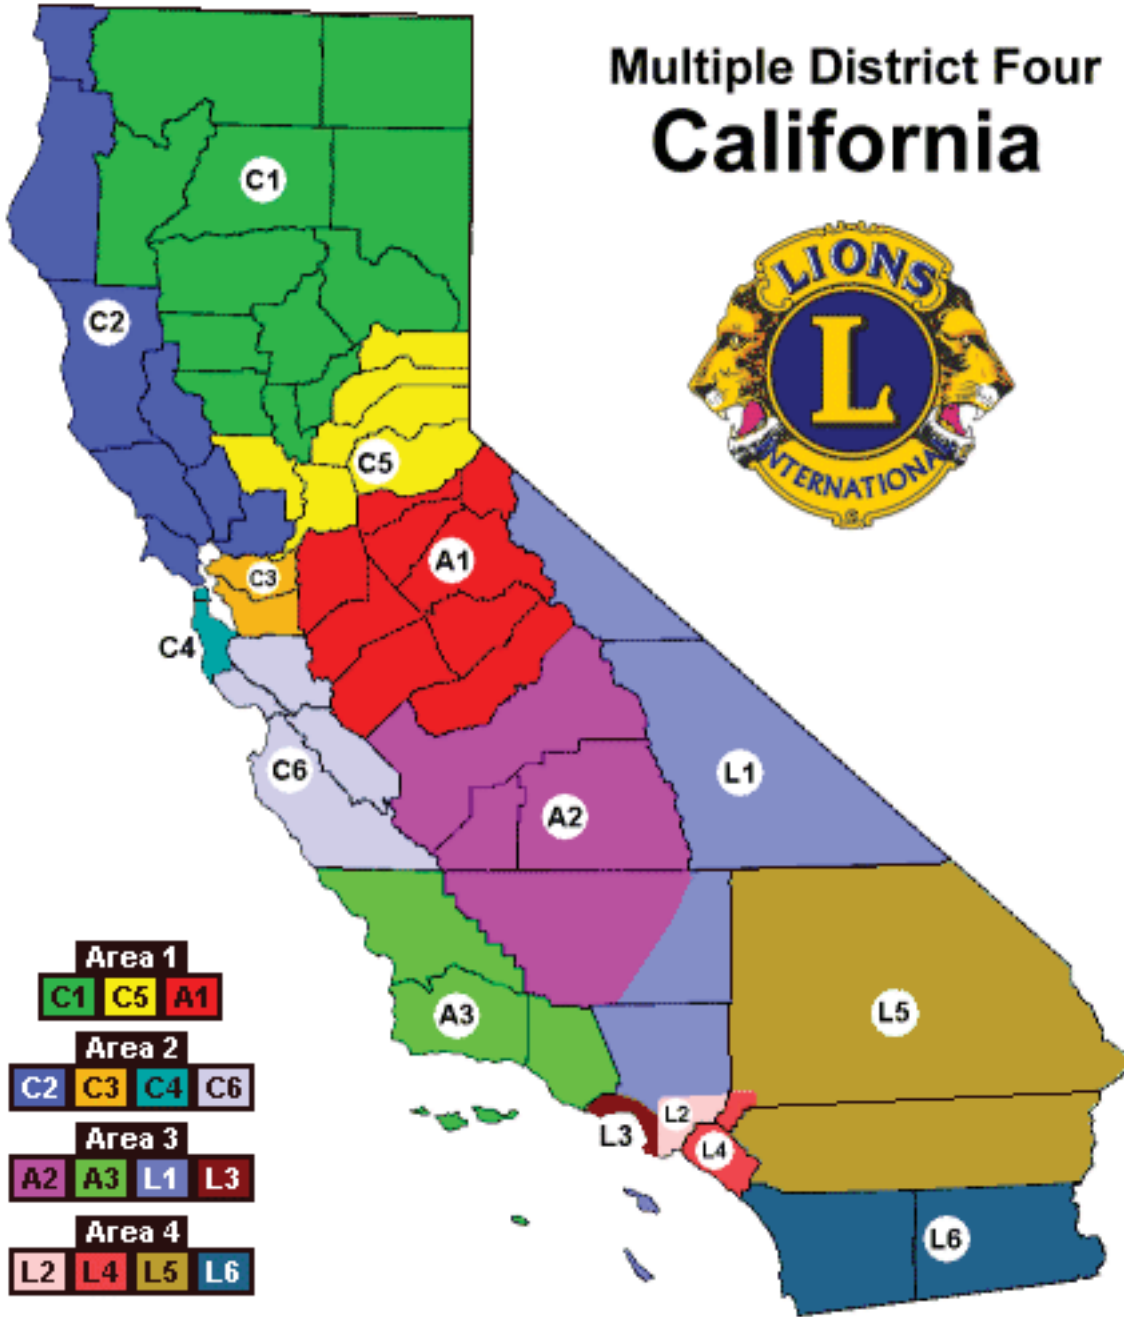 Multiple District Four
California
LIONS
L
INTERNATIONAL
C1
C2
C5
A1
C3
C4
C6
L1
A2
A3
L5
L2
L3
L4
L6
Area 1
C1 C5 A1
Area 2
C2 C3 C4 C6
Area 3
A2 A3 L1 L3
Area 4
L2 L4 L5 L6